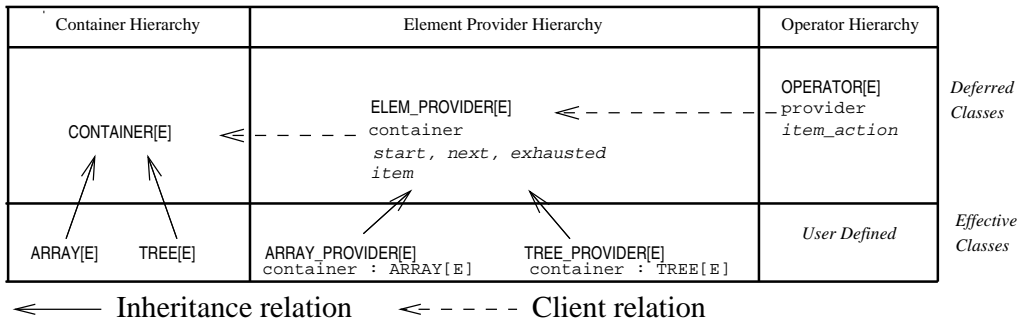 Container Hierarchy
Element Provider Hierarchy
Operator Hierarchy
CONTAINER[E]
ELEM_PROVIDER[E]
container
start, next, exhausted
item
OPERATOR[E]
provider
item_action
Deferred
Classes
ARRAY[E]
TREE[E]
ARRAY_PROVIDER[E]
container : ARRAY[E]
TREE_PROVIDER[E]
container : TREE[E]
User Defined
Effective
Classes
Inheritance relation
Client relation